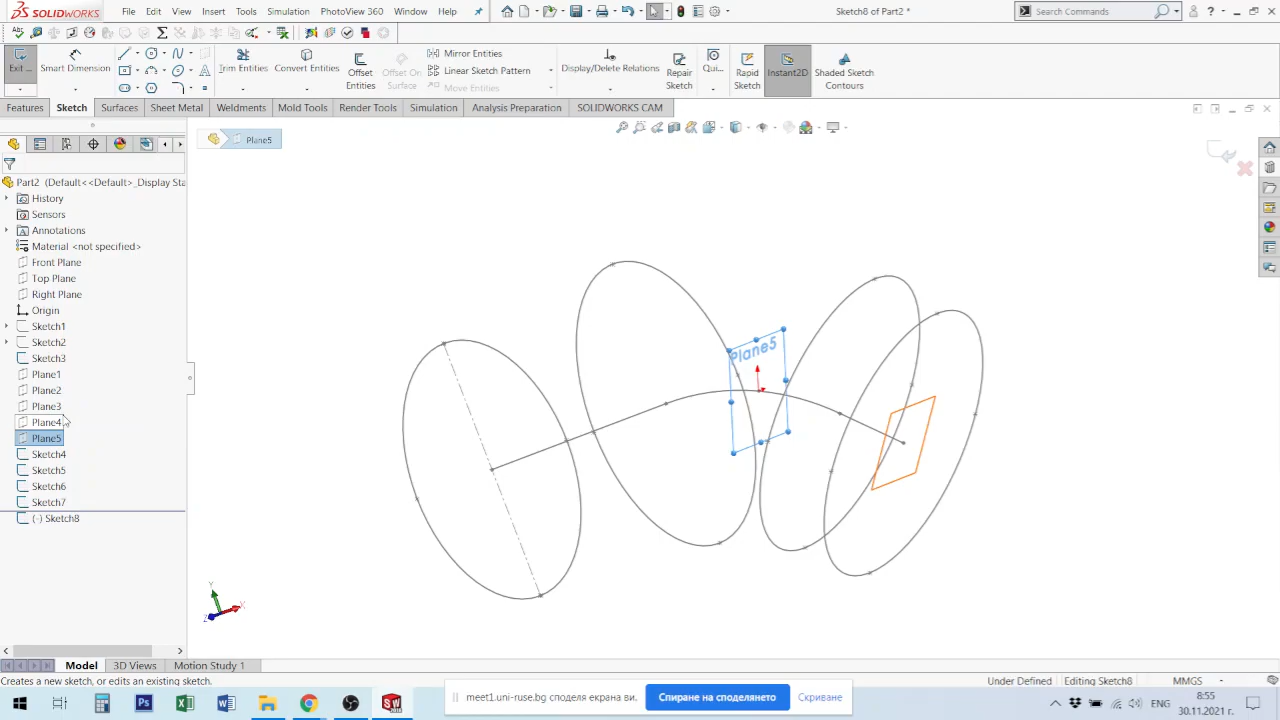 SOLIDWORKS File Edit View Insert Tools Simulation PhotoView 360 Window Help Sketch8 of Part2 * Search Commands
Exit ... Smart Dimension Trim Entities Convert Entities Offset Entities Offset On Surface Mirror Entities Linear Sketch Pattern Move Entities Display/Delete Relations Repair Sketch Qui... Rapid Sketch Instant2D Shaded Sketch Contours
Features Sketch Surfaces Sheet Metal Mold Tools Render Tools Weldments Simulation Analysis Preparation SOLIDWORKS CAM
Plane5
Part2 (Default<<Default>_Display Sta
History
Sensors
Annotations
Material <not specified>
Front Plane
Top Plane
Right Plane
Origin
Sketch1
Sketch2
Sketch3
Plane1
Plane2
Plane3
Plane4
Plane5
Sketch4
Sketch5
Sketch6
Sketch7
(-) Sketch8
Plane5
Y
X
Z
Model 3D Views Motion Study 1
Creates a new sketch, or edits an existing sketch. Under Defined Editing Sketch8 MMGS
meet1.uni-ruse.bg споделя екрана ви. Спиране на споделянето Скриване
ENG 8:55
30.11.2021 г.